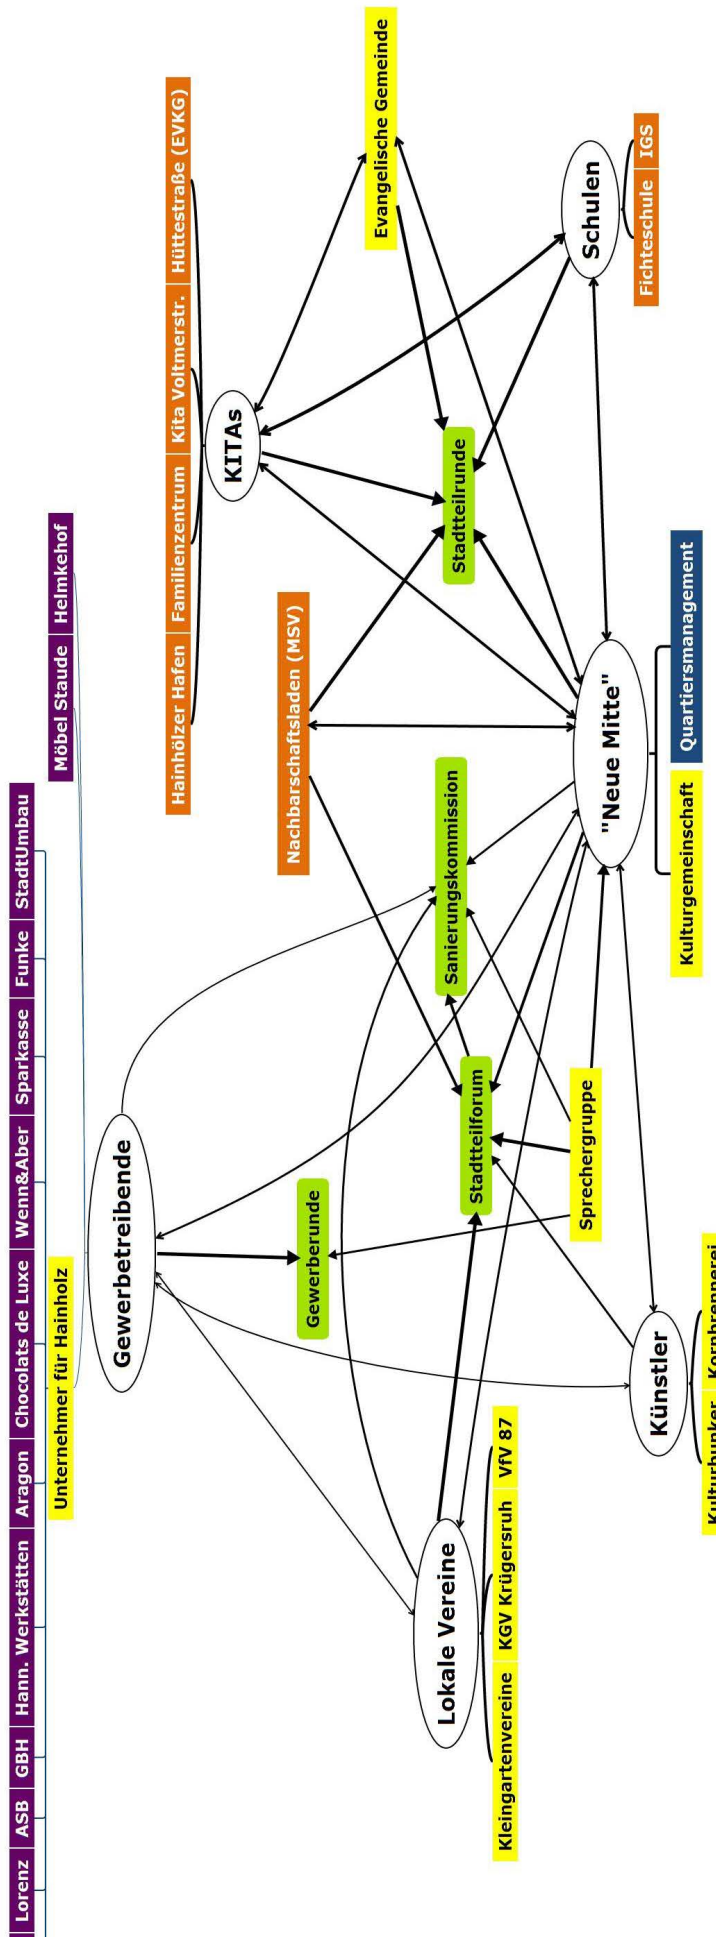 Lorenz
ASB
GBH
Hann. Werkstätten
Aragon
Chocolats de Luxe
Wenn&Aber
Sparkasse
Funke
StadtUmbau
Unternehmer für Hainholz
Möbel Staude
Helmkehof
Gewerbetreibende
Hainhölzer Hafen
Familienzentrum
Kita Voltmerstr.
Hüttestraße (EVKG)
KITAs
Gewerberunde
Nachbarschaftsladen (MSV)
Evangelische Gemeinde
Lokale Vereine
Sanierungskommission
Stadtteilrunde
Stadtteilforum
Kleingartenvereine
KGV Krügersruh
VfV 87
Sprechergruppe
"Neue Mitte"
Schulen
Fichteschule
IGS
Künstler
Kulturgemeinschaft
Quartiersmanagement
Kulturbunker
Kornbrennerei